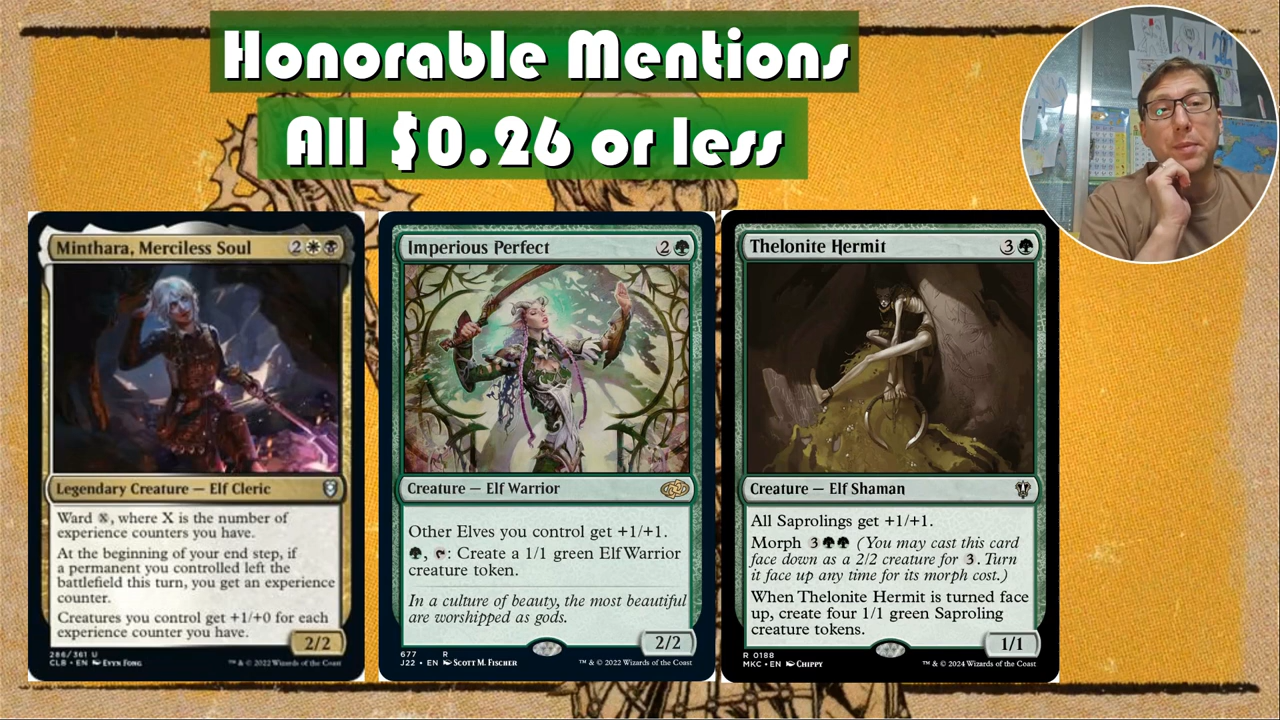 Honorable Mentions
All $0.26 or less
Minthara, Merciless Soul 2
Legendary Creature — Elf Cleric
Ward X, where X is the number of
experience counters you have.
At the beginning of your end step, if
a permanent you controlled left the
battlefield this turn, you get an experience
counter.
Creatures you control get +1/+0 for each
experience counter you have.
2/2
286/361 U
CLB • EN Evyn Fong
™ & © 2022 Wizards of the Coast
Imperious Perfect 2
Creature — Elf Warrior
Other Elves you control get +1/+1.
, : Create a 1/1 green Elf Warrior
creature token.
In a culture of beauty, the most beautiful
are worshipped as gods.
2/2
677 R
J22 • EN Scott M. Fischer
™ & © 2022 Wizards of the Coast
Thelonite Hermit 3
Creature — Elf Shaman
All Saprolings get +1/+1.
Morph 3 (You may cast this card
face down as a 2/2 creature for 3. Turn
it face up any time for its morph cost.)
When Thelonite Hermit is turned face
up, create four 1/1 green Saproling
creature tokens.
1/1
R 0188
MKC • EN Chippy
™ & © 2024 Wizards of the Coast